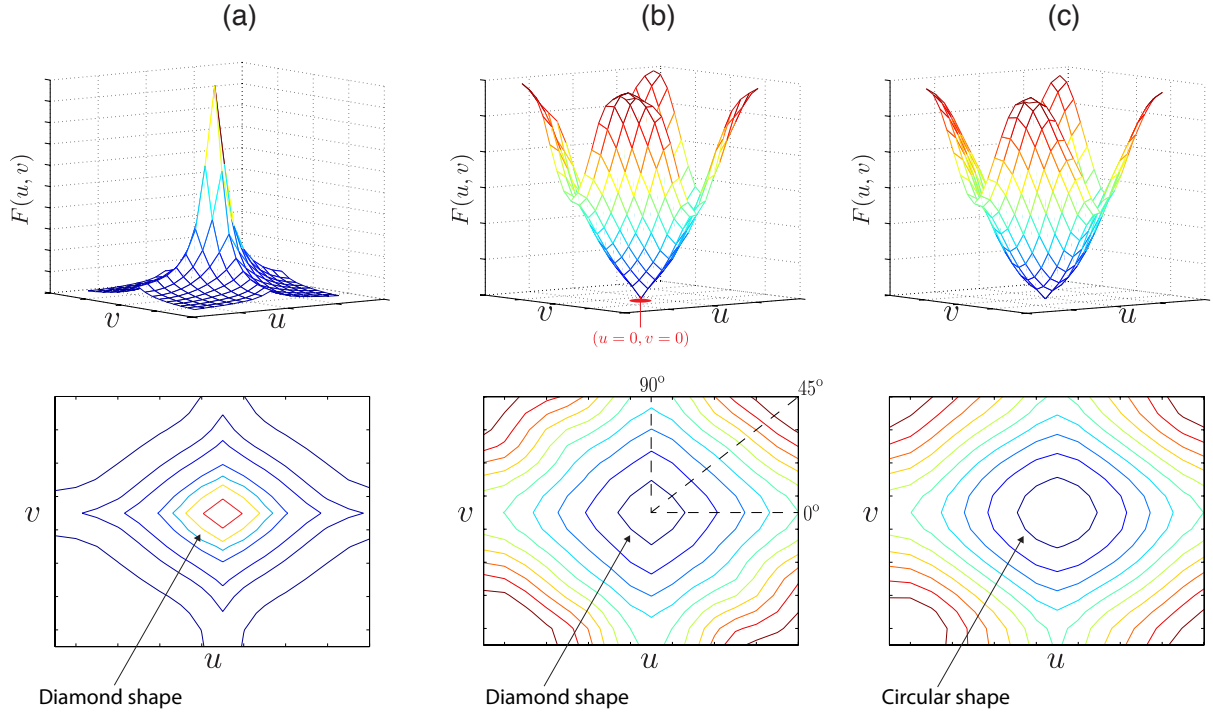 (a)
(b)
(c)
F(u, v)
v
u
F(u, v)
v
u
(u = 0, v = 0)
F(u, v)
v
u
90°
45°
0°
v
u
v
u
v
u
Diamond shape
Diamond shape
Circular shape